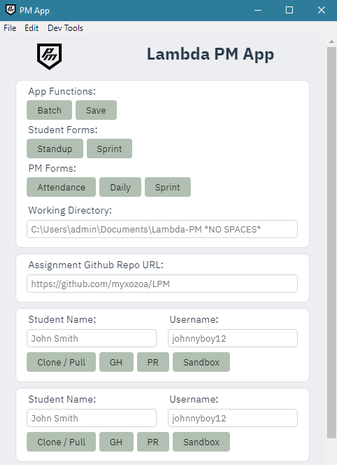 PM App
File Edit Dev Tools
PM
Lambda PM App
App Functions:
Batch Save
Student Forms:
Standup Sprint
PM Forms:
Attendance Daily Sprint
Working Directory:
C:\Users\admin\Documents\Lambda-PM *NO SPACES*
Assignment Github Repo URL:
https://github.com/myxozoa/LPM
Student Name: Username:
John Smith johnnyboy12
Clone / Pull GH PR Sandbox
Student Name: Username:
John Smith johnnyboy12
Clone / Pull GH PR Sandbox